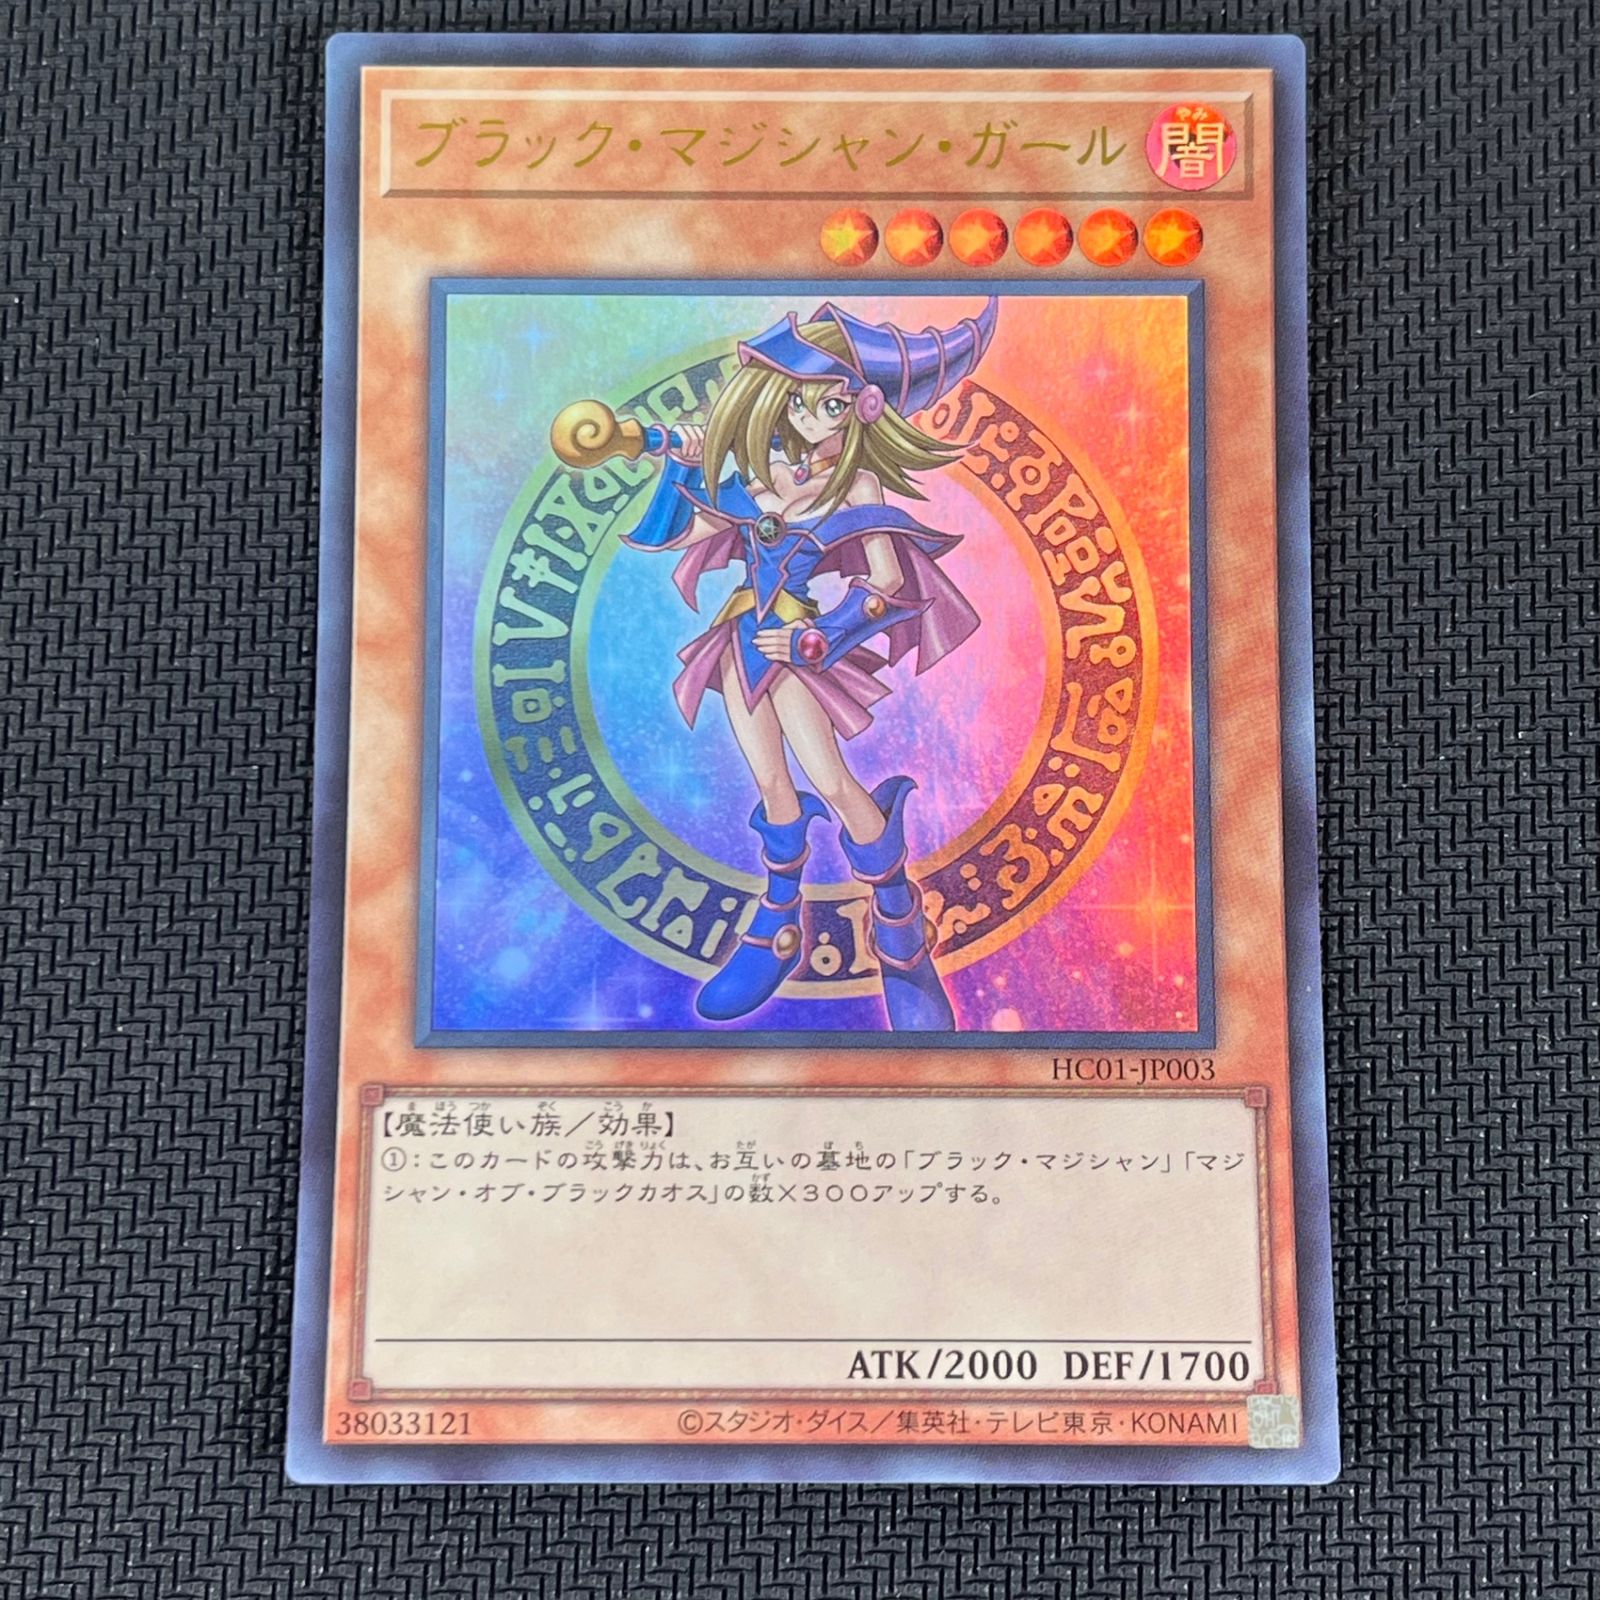 ブラック・マジシャン・ガール
やみ
闇
HC01-JP003
【魔法使い族／効果】
①：このカードの攻撃力は、お互いの墓地の「ブラック・マジシャン」「マジ
シャン・オブ・ブラックカオス」の数×３００アップする。
ATK/2000 DEF/1700
38033121
©スタジオ・ダイス／集英社・テレビ東京・KONAMI